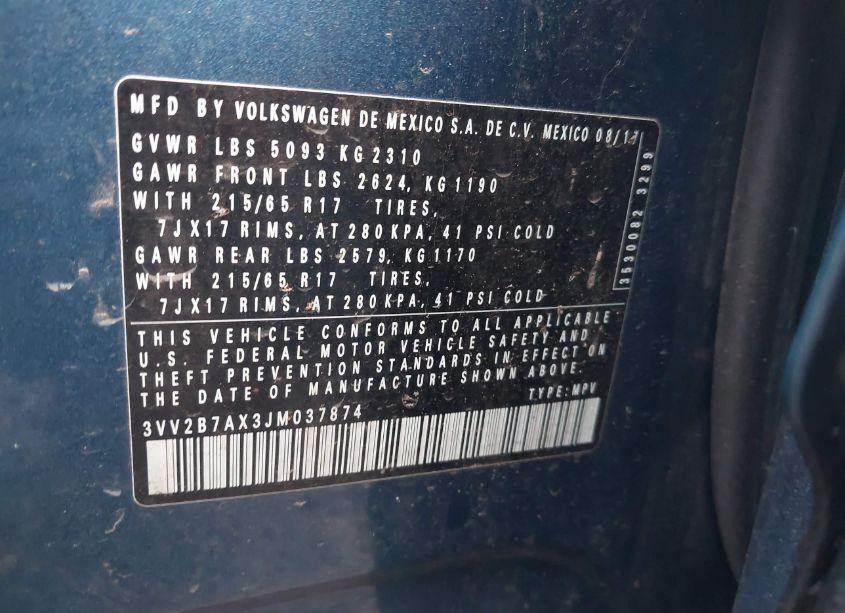 MFD BY VOLKSWAGEN DE MEXICO S.A. DE C.V. MEXICO 08/17
GVWR LBS 5093 KG 2310
GAWR FRONT LBS 2624, KG 1190
WITH 215/65 R17 TIRES,
7JX17 RIMS, AT 280 KPA, 41 PSI COLD
GAWR REAR LBS 2579, KG 1170
WITH 215/65 R17 TIRES,
7JX17 RIMS, AT 280 KPA, 41 PSI COLD
3530082 3299
THIS VEHICLE CONFORMS TO ALL APPLICABLE
U.S. FEDERAL MOTOR VEHICLE SAFETY AND
THEFT PREVENTION STANDARDS IN EFFECT ON
THE DATE OF MANUFACTURE SHOWN ABOVE.
TYPE: MPV
3VV2B7AX3JM037874